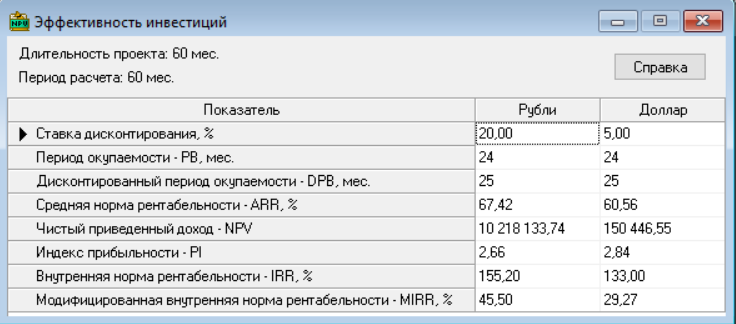 NPV
Эффективность инвестиций
Длительность проекта: 60 мес.
Период расчета: 60 мес.
Справка
Показатель Рубли Доллар
Ставка дисконтирования, % 20,00 5,00
Период окупаемости - PB, мес. 24 24
Дисконтированный период окупаемости - DPB, мес. 25 25
Средняя норма рентабельности - ARR, % 67,42 60,56
Чистый приведенный доход - NPV 10 218 133,74 150 446,55
Индекс прибыльности - PI 2,66 2,84
Внутренняя норма рентабельности - IRR, % 155,20 133,00
Модифицированная внутренняя норма рентабельности - MIRR, % 45,50 29,27